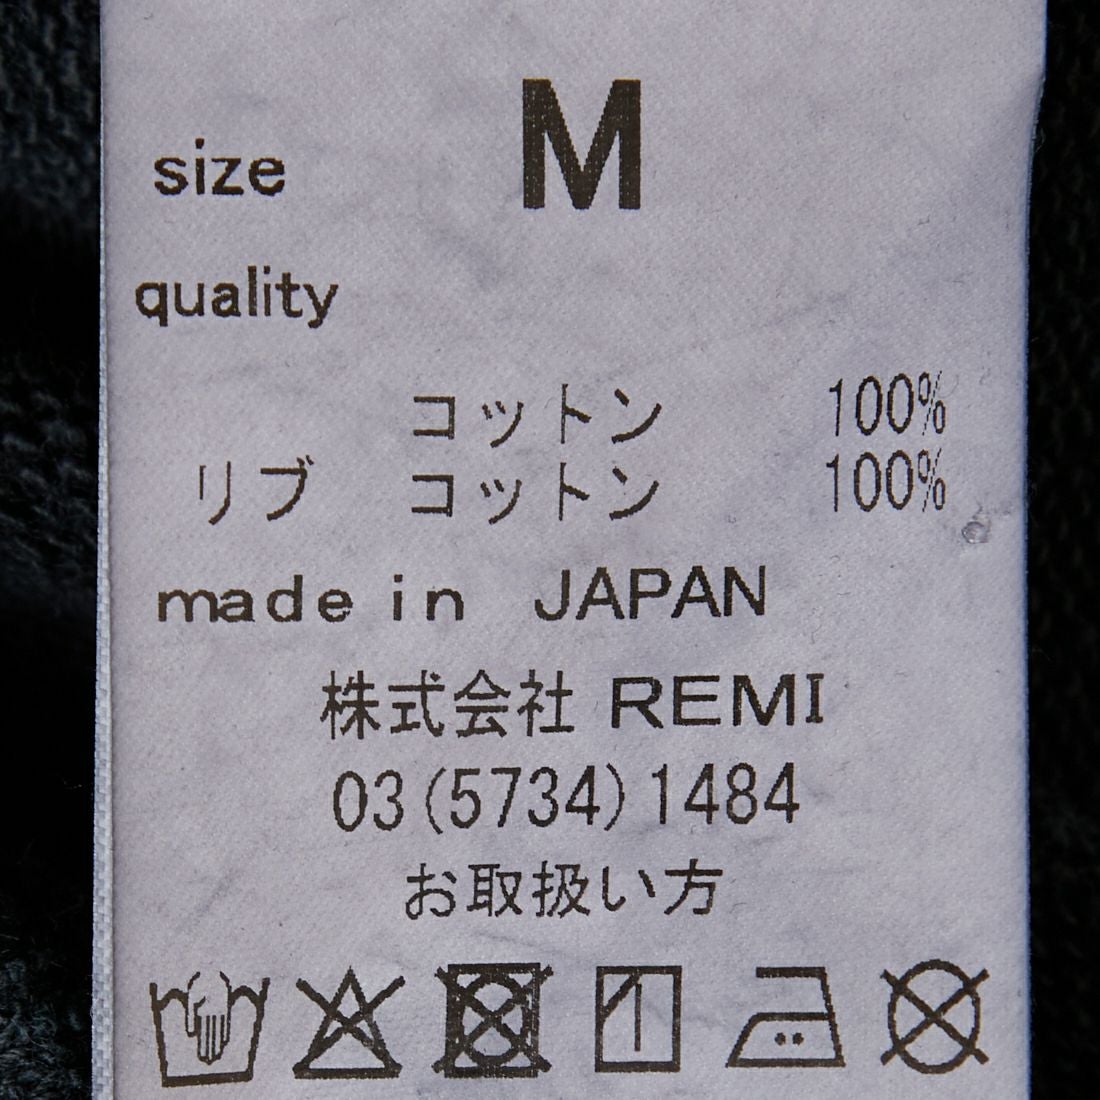 size M
quality
コットン 100%
リブ コットン 100%
made in JAPAN
株式会社 REMI
03(5734)1484
お取扱い方